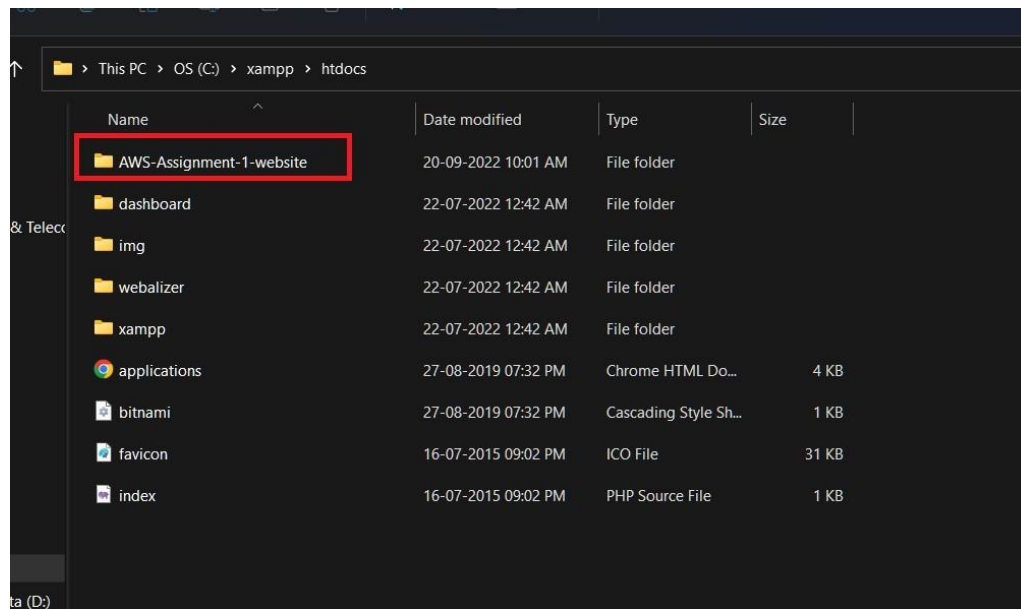 This PC > OS (C:) > xampp > htdocs
Name Date modified Type Size
AWS-Assignment-1-website 20-09-2022 10:01 AM File folder
dashboard 22-07-2022 12:42 AM File folder
& Telec
img 22-07-2022 12:42 AM File folder
webalizer 22-07-2022 12:42 AM File folder
xampp 22-07-2022 12:42 AM File folder
applications 27-08-2019 07:32 PM Chrome HTML Do... 4 KB
bitnami 27-08-2019 07:32 PM Cascading Style Sh... 1 KB
favicon 16-07-2015 09:02 PM ICO File 31 KB
index 16-07-2015 09:02 PM PHP Source File 1 KB
ta (D:)